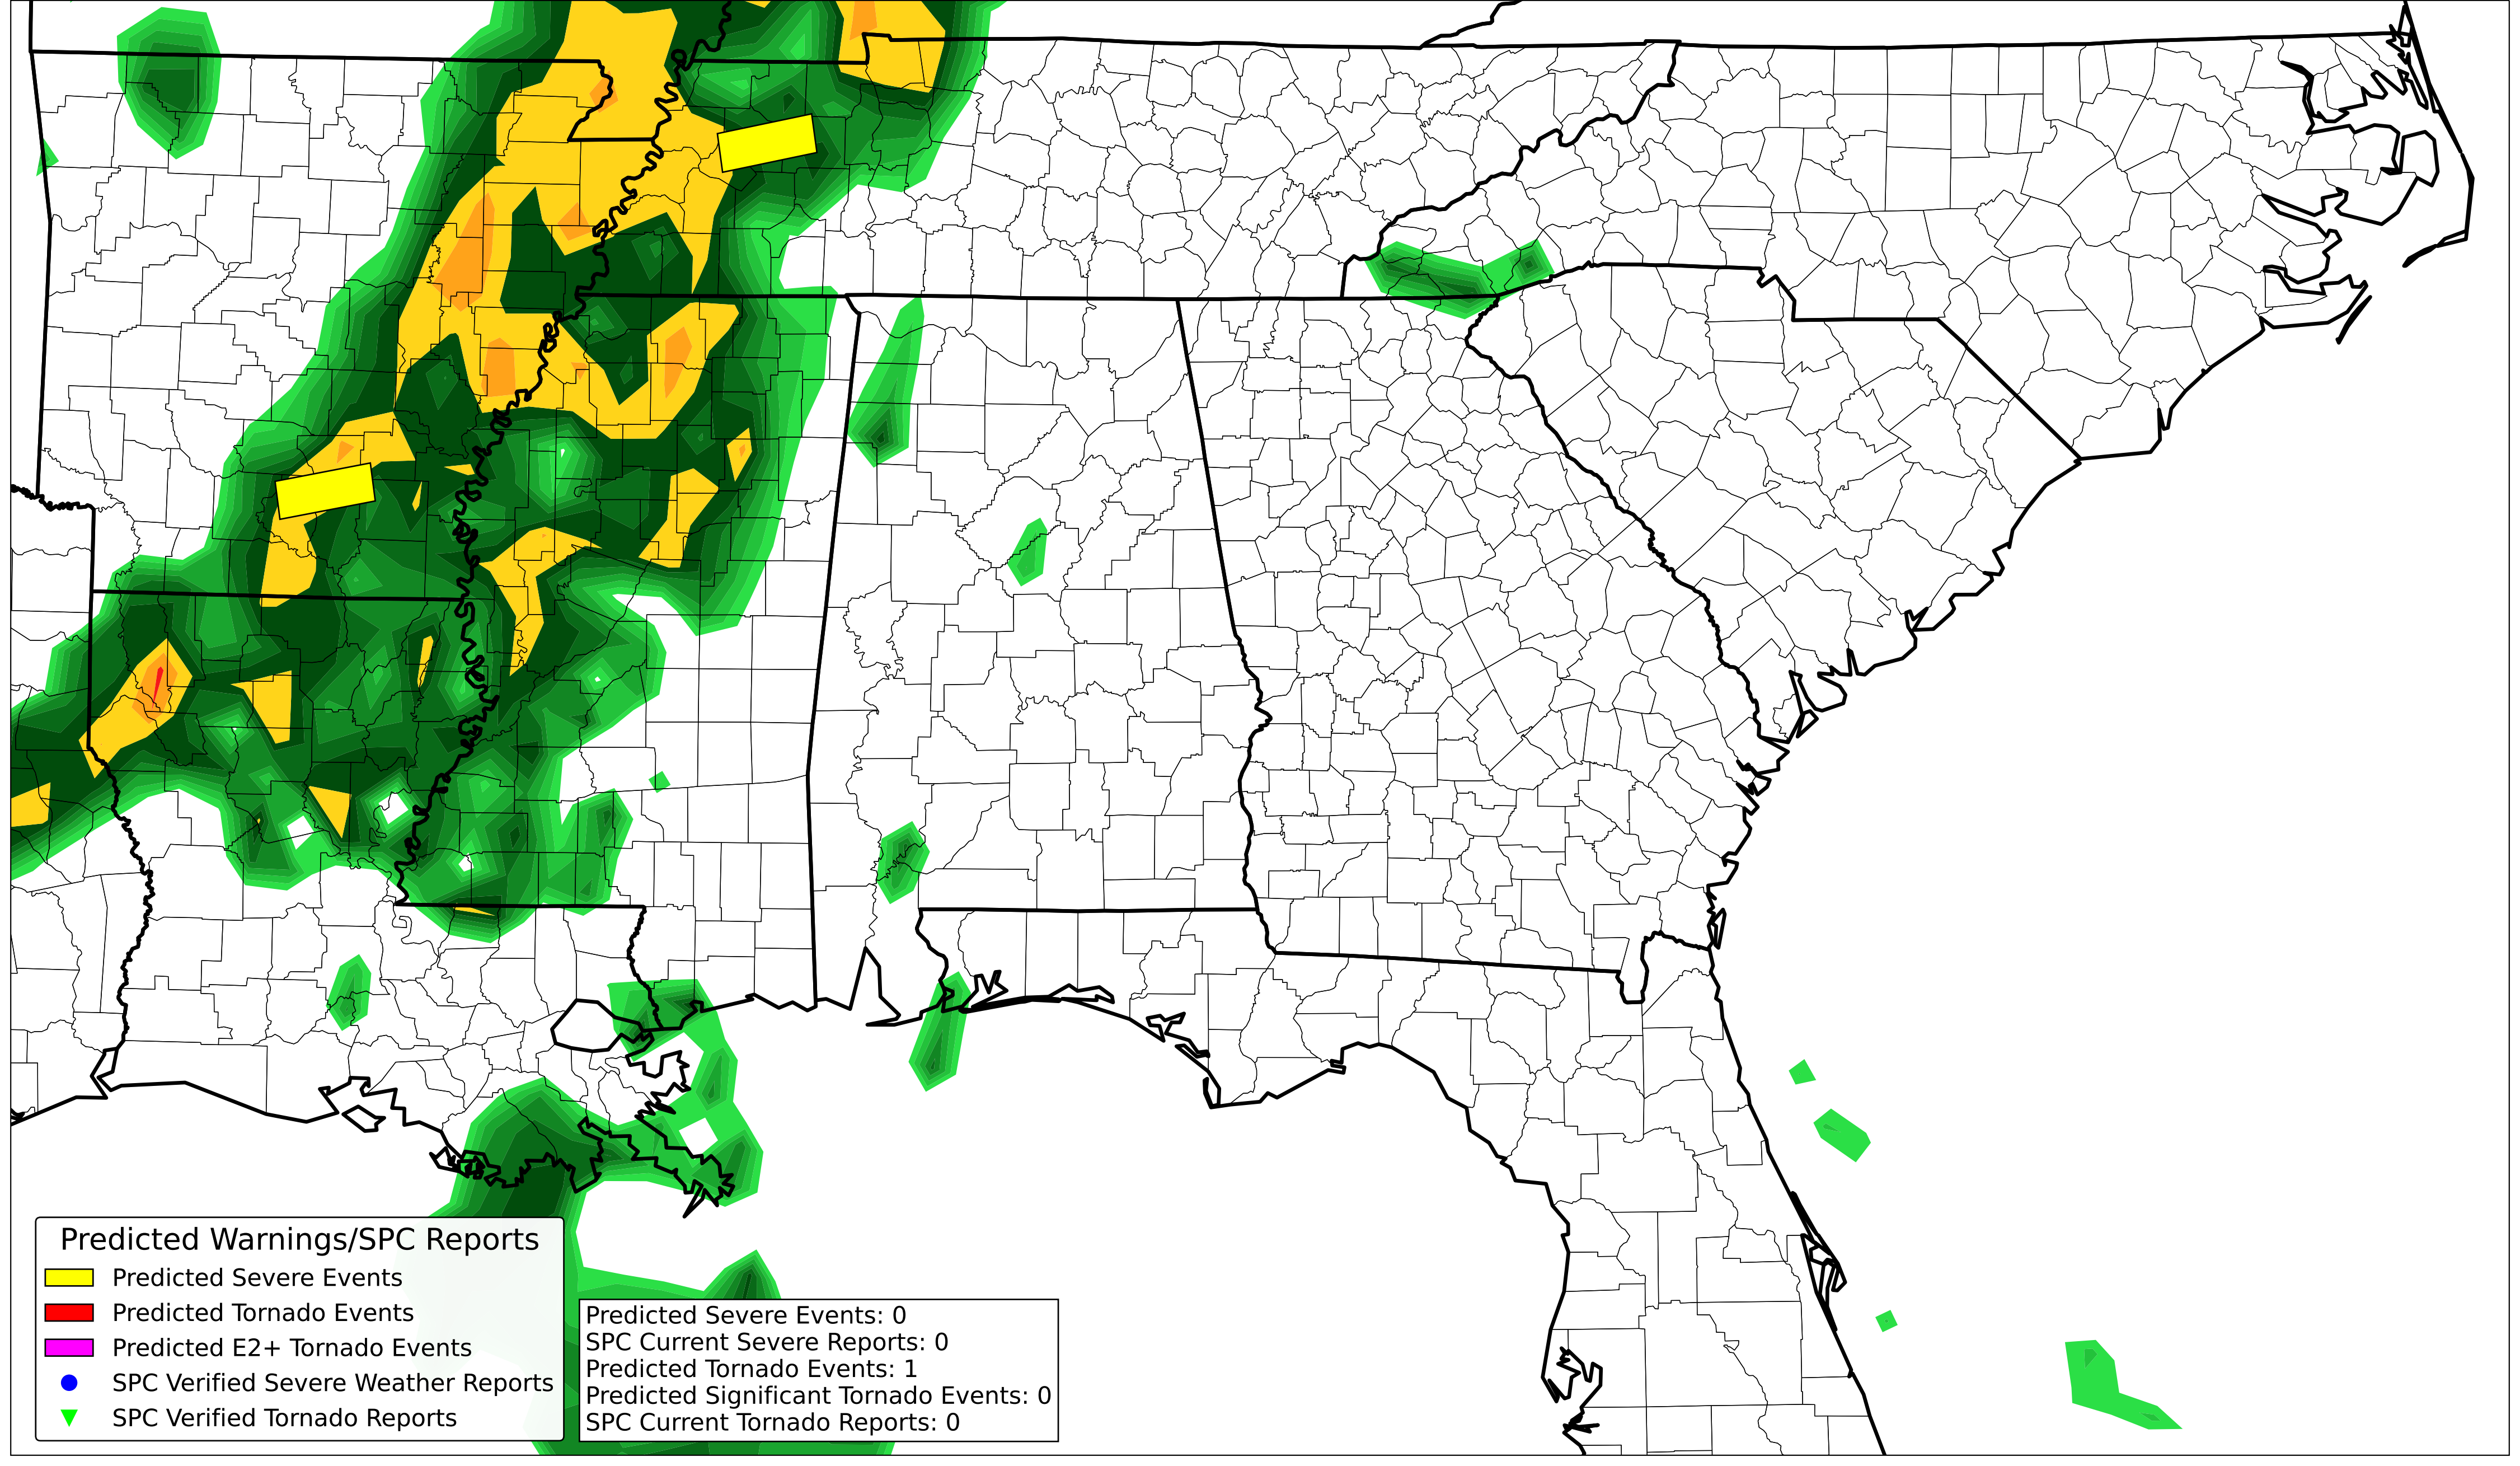 Predicted Warnings/SPC Reports
Predicted Severe Events
Predicted Tornado Events
Predicted E2+ Tornado Events
SPC Verified Severe Weather Reports
SPC Verified Tornado Reports
Predicted Severe Events: 0
SPC Current Severe Reports: 0
Predicted Tornado Events: 1
Predicted Significant Tornado Events: 0
SPC Current Tornado Reports: 0